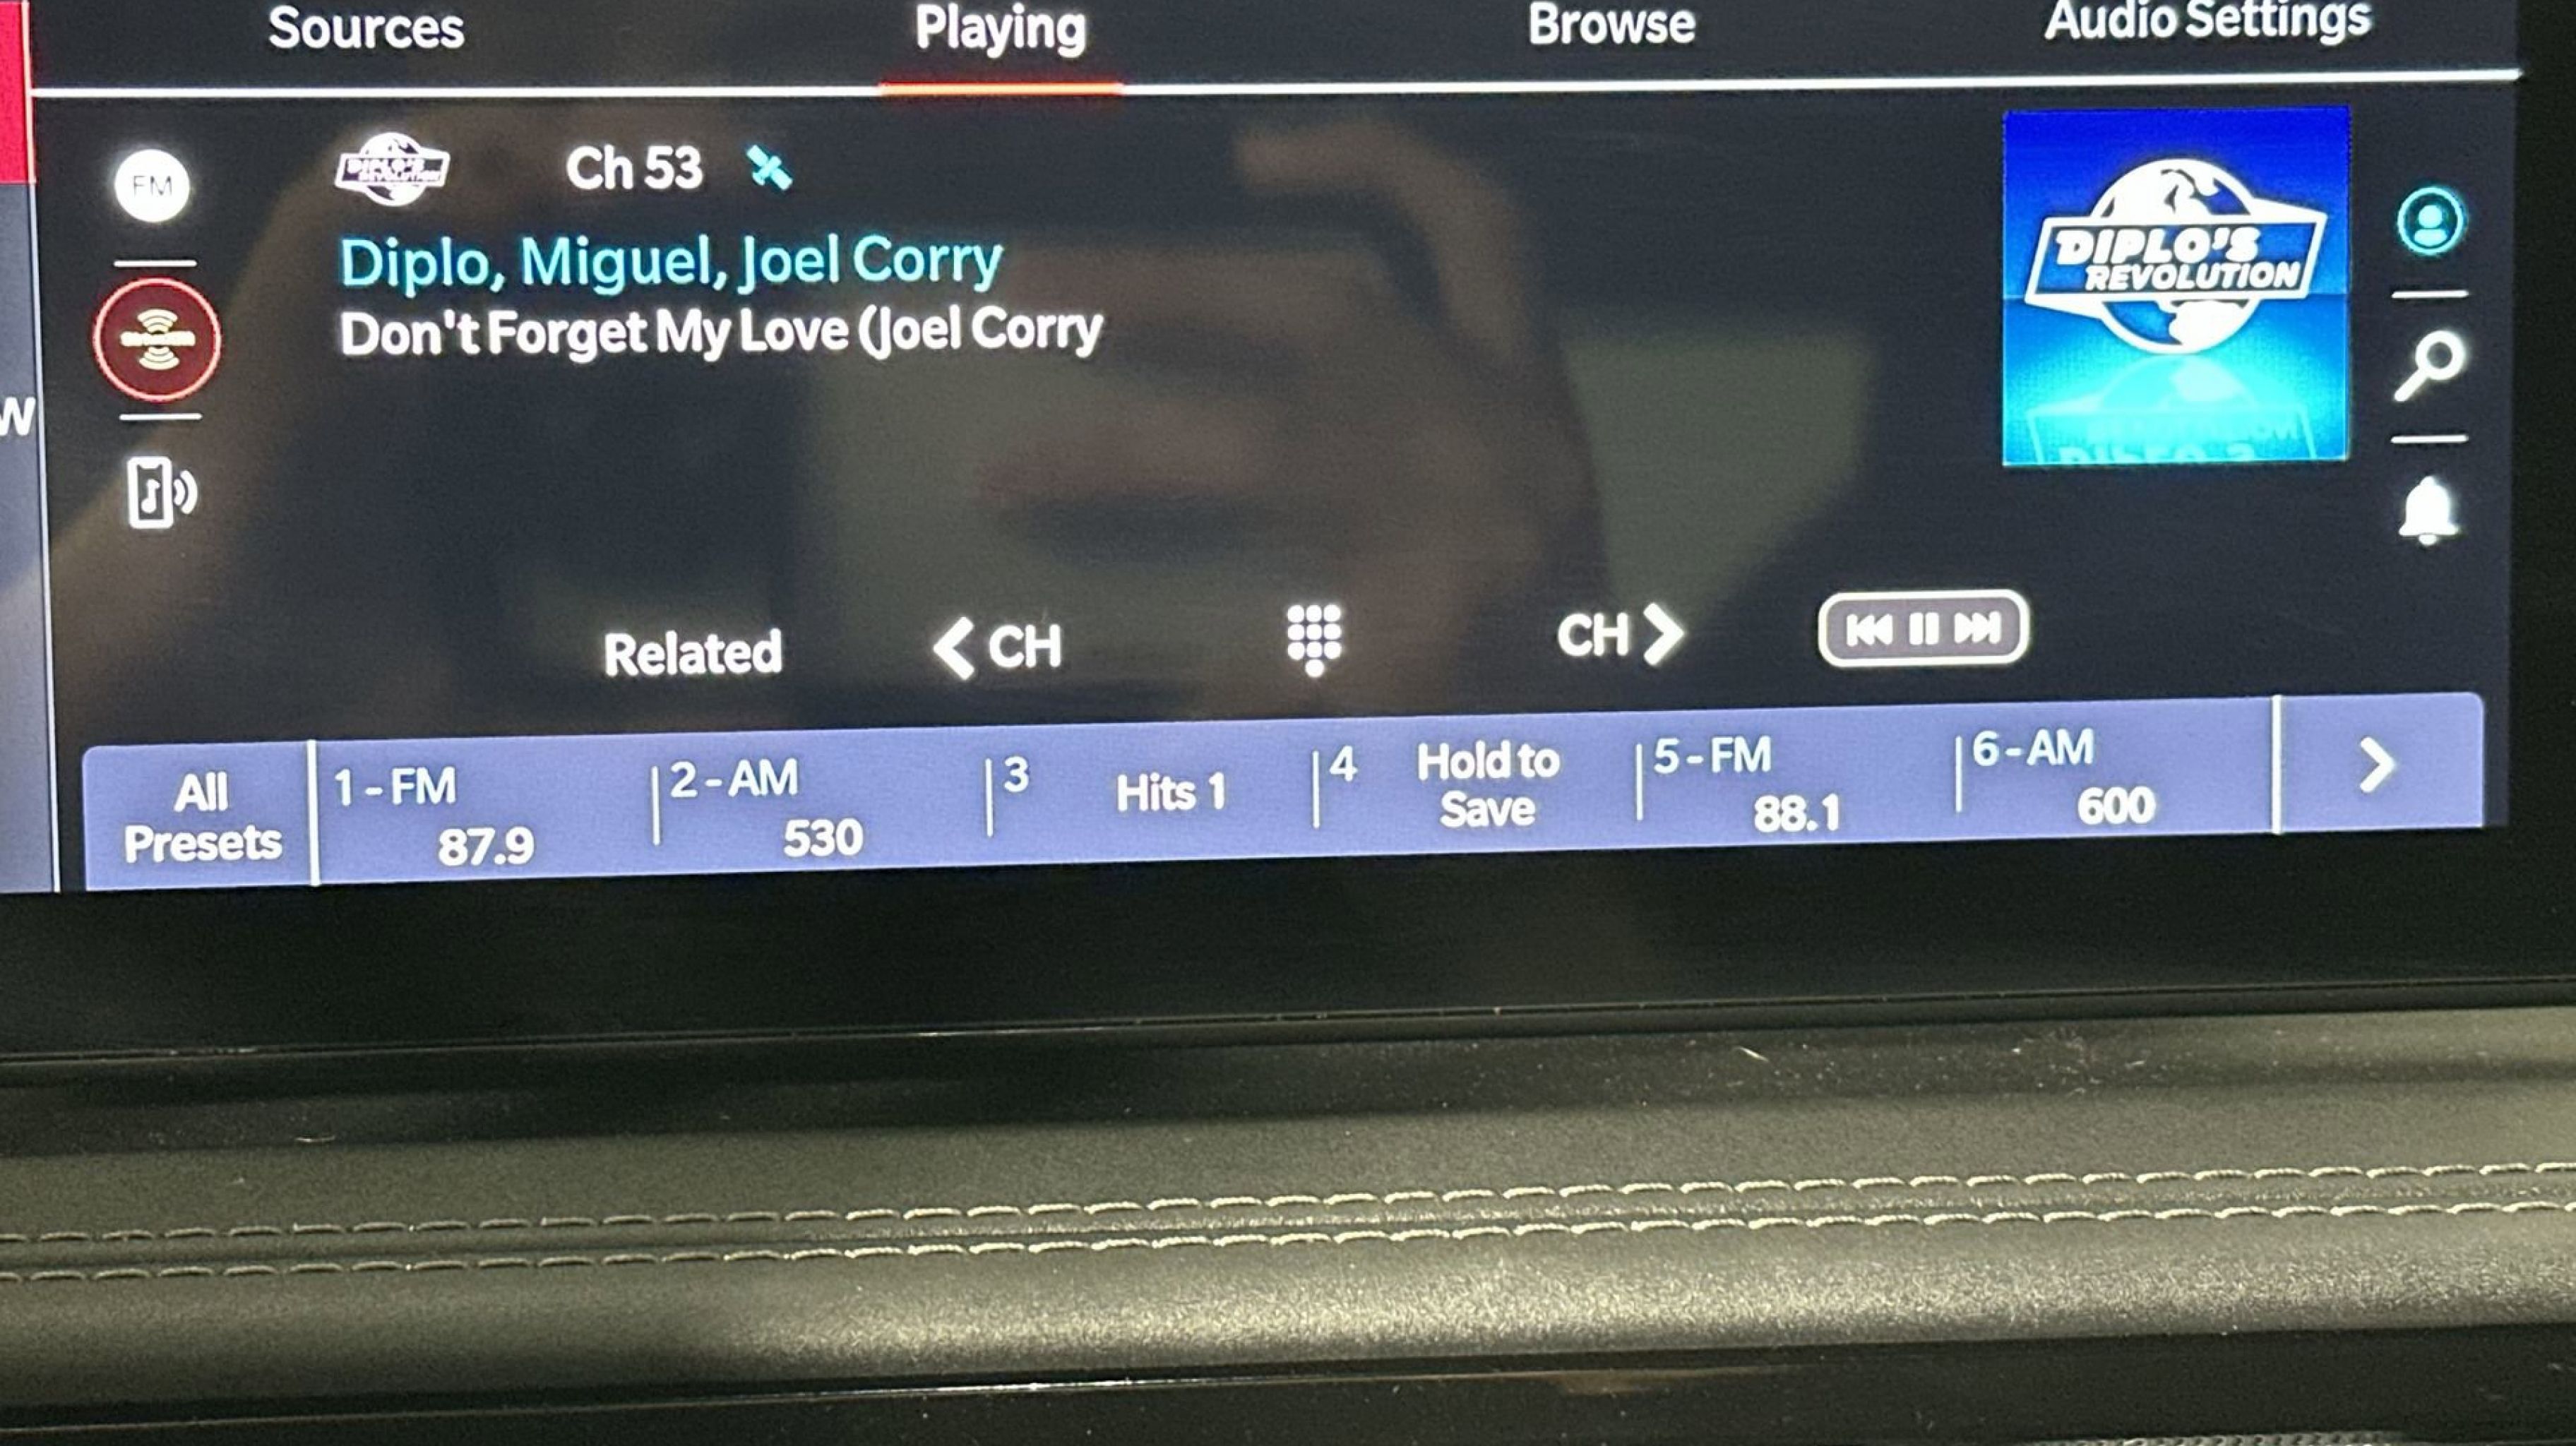 Sources
Playing
Browse
Audio Settings
FM
DIPLO'S
REVOLUTION
Ch 53
Diplo, Miguel, Joel Corry
Don't Forget My Love (Joel Corry
DIPLO'S
REVOLUTION
W
Related
CH
CH
All
Presets
1-FM
87.9
2-AM
530
3
Hits 1
4
Hold to
Save
5-FM
88.1
6-AM
600